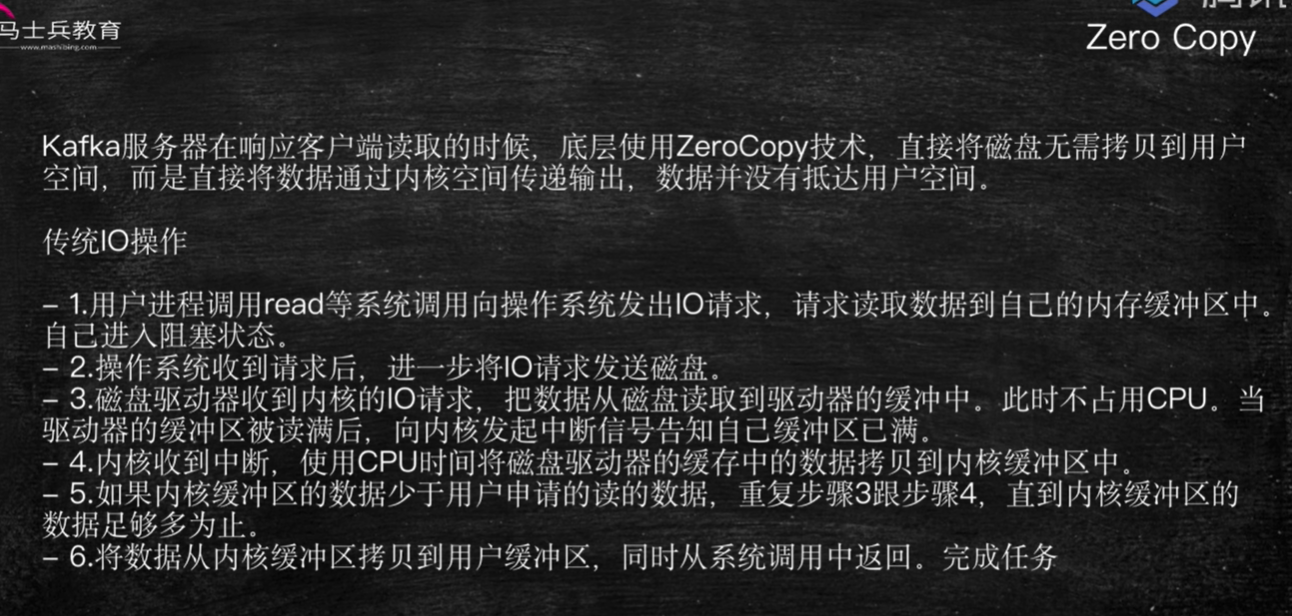 马士兵教育
www.mashibing.com
Zero Copy
Kafka服务器在响应客户端读取的时候，底层使用ZeroCopy技术，直接将磁盘无需拷贝到用户
空间，而是直接将数据通过内核空间传递输出，数据并没有抵达用户空间。
传统IO操作
– 1.用户进程调用read等系统调用向操作系统发出IO请求，请求读取数据到自己的内存缓冲区中。
自己进入阻塞状态。
– 2.操作系统收到请求后，进一步将IO请求发送磁盘。
– 3.磁盘驱动器收到内核的IO请求，把数据从磁盘读取到驱动器的缓冲中。此时不占用CPU。当
驱动器的缓冲区被读满后，向内核发起中断信号告知自己缓冲区已满。
– 4.内核收到中断，使用CPU时间将磁盘驱动器的缓存中的数据拷贝到内核缓冲区中。
– 5.如果内核缓冲区的数据少于用户申请的读的数据，重复步骤3跟步骤4，直到内核缓冲区的
数据足够多为止。
– 6.将数据从内核缓冲区拷贝到用户缓冲区，同时从系统调用中返回。完成任务